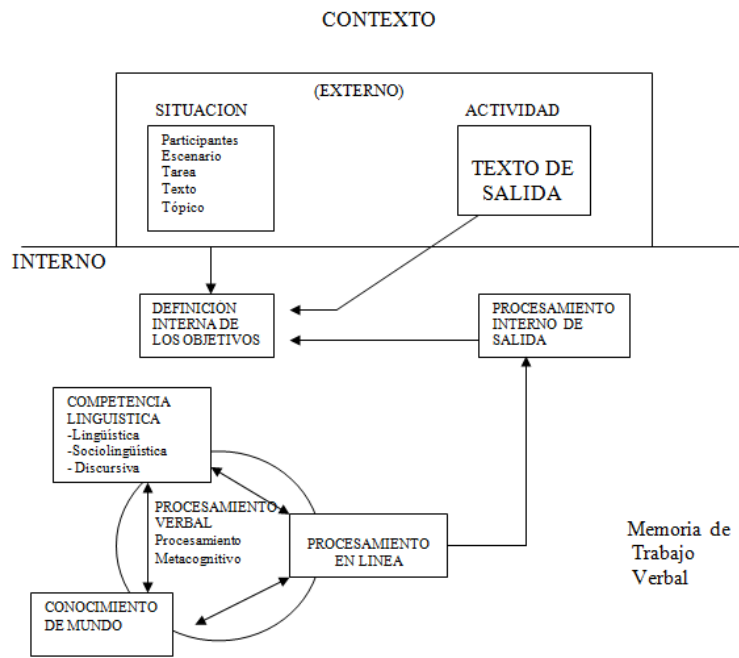 CONTEXTO
(EXTERNO)
SITUACION
Participantes
Escenario
Tarea
Texto
Tópico
ACTIVIDAD
TEXTO DE
SALIDA
INTERNO
DEFINICIÓN
INTERNA DE
LOS OBJETIVOS
PROCESAMIENTO
INTERNO DE
SALIDA
COMPETENCIA
LINGUISTICA
-Lingüística
-Sociolingüística
- Discursiva
PROCESAMIENTO
VERBAL
Procesamiento
Metacognitivo
PROCESAMIENTO
EN LINEA
CONOCIMIENTO
DE MUNDO
Memoria de
Trabajo
Verbal